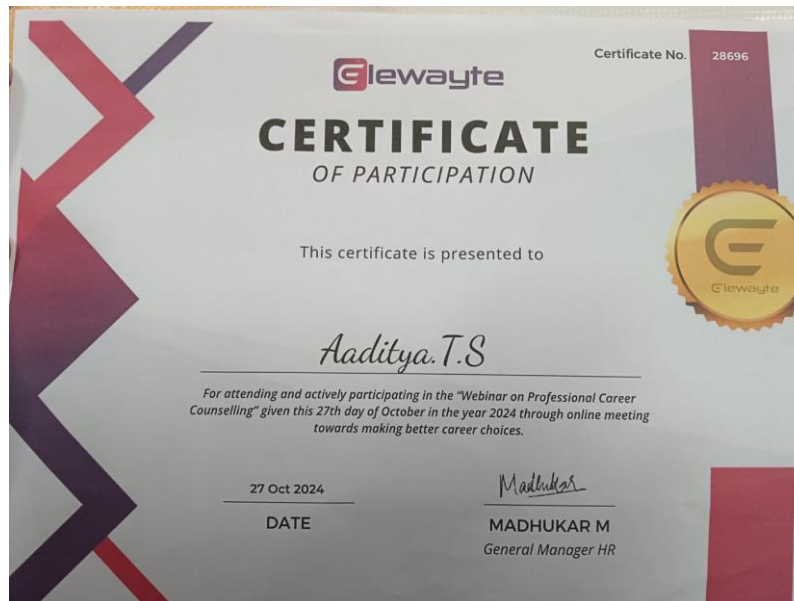 Certificate No. 28696
Elewayte
CERTIFICATE
OF PARTICIPATION
This certificate is presented to
Elewayte
Aaditya.T.S
For attending and actively participating in the "Webinar on Professional Career
Counselling" given this 27th day of October in the year 2024 through online meeting
towards making better career choices.
27 Oct 2024
Madhukar
DATE
MADHUKAR M
General Manager HR